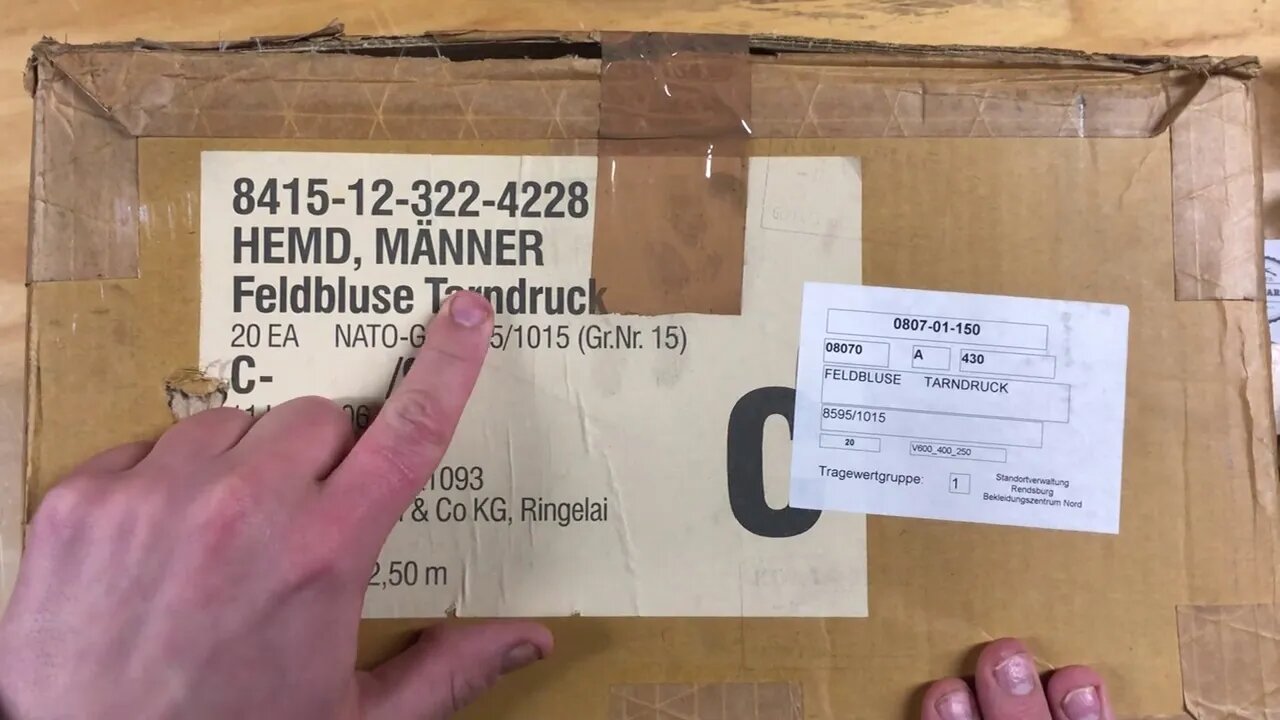 8415-12-322-4228
HEMD, MÄNNER
Feldbluse Tarndruck
20 EA NATO-G 5/1015 (Gr.Nr. 15)
C- /
06
1093
& Co KG, Ringelai
2,50 m
0807-01-150
08070 A 430
FELDBLUSE TARNDRUCK
8595/1015
20 V600_400_250
Tragewertgruppe: 1
Standortverwaltung
Rendsburg
Bekleidungszentrum Nord